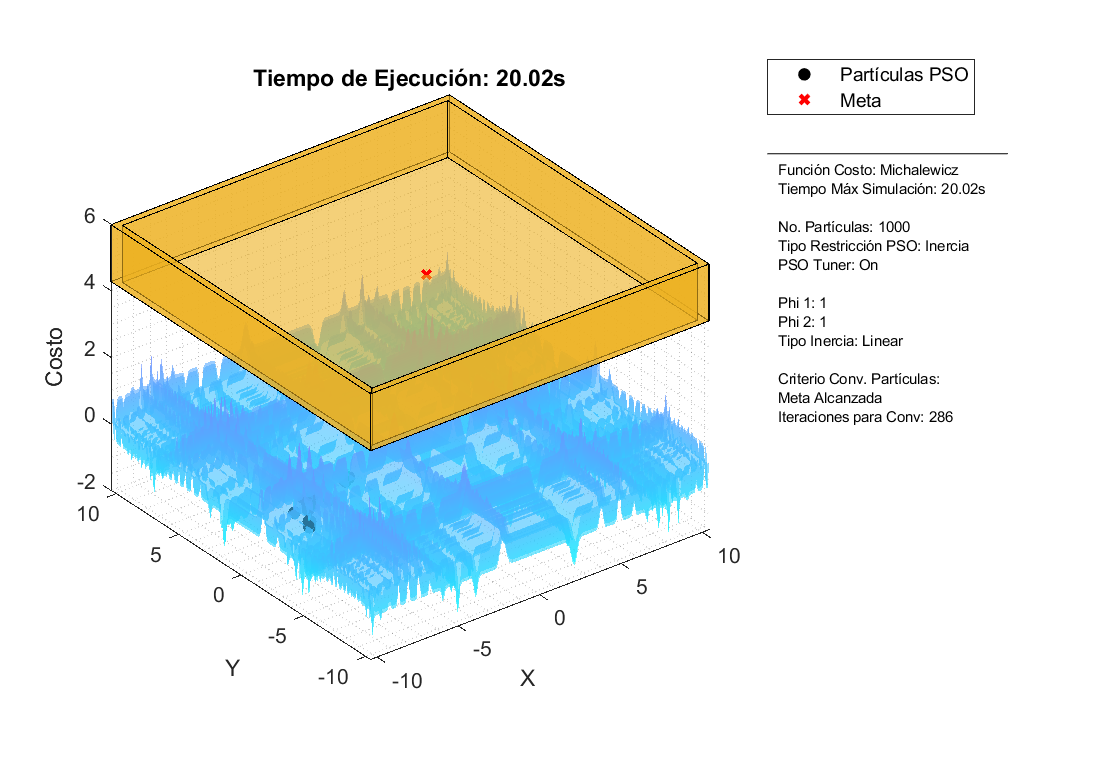 Tiempo de Ejecución: 20.02s
Partículas PSO
Meta
Función Costo: Michalewicz
Tiempo Máx Simulación: 20.02s
No. Partículas: 1000
Tipo Restricción PSO: Inercia
PSO Tuner: On
Phi 1: 1
Phi 2: 1
Tipo Inercia: Linear
Criterio Conv. Partículas:
Meta Alcanzada
Iteraciones para Conv: 286
Costo
6
4
2
0
-2
10
5
0
-5
-10
Y
-10
-5
0
5
10
X